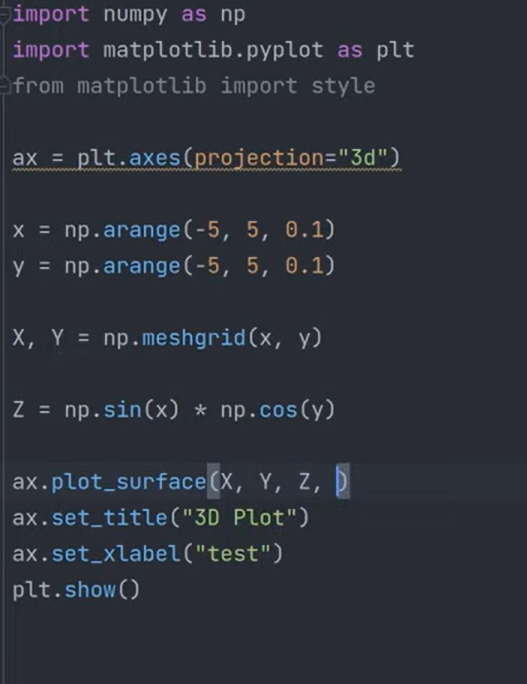 import numpy as np
import matplotlib.pyplot as plt
from matplotlib import style
ax = plt.axes(projection="3d")
x = np.arange(-5, 5, 0.1)
y = np.arange(-5, 5, 0.1)
X, Y = np.meshgrid(x, y)
Z = np.sin(x) * np.cos(y)
ax.plot_surface(X, Y, Z, )
ax.set_title("3D Plot")
ax.set_xlabel("test")
plt.show()